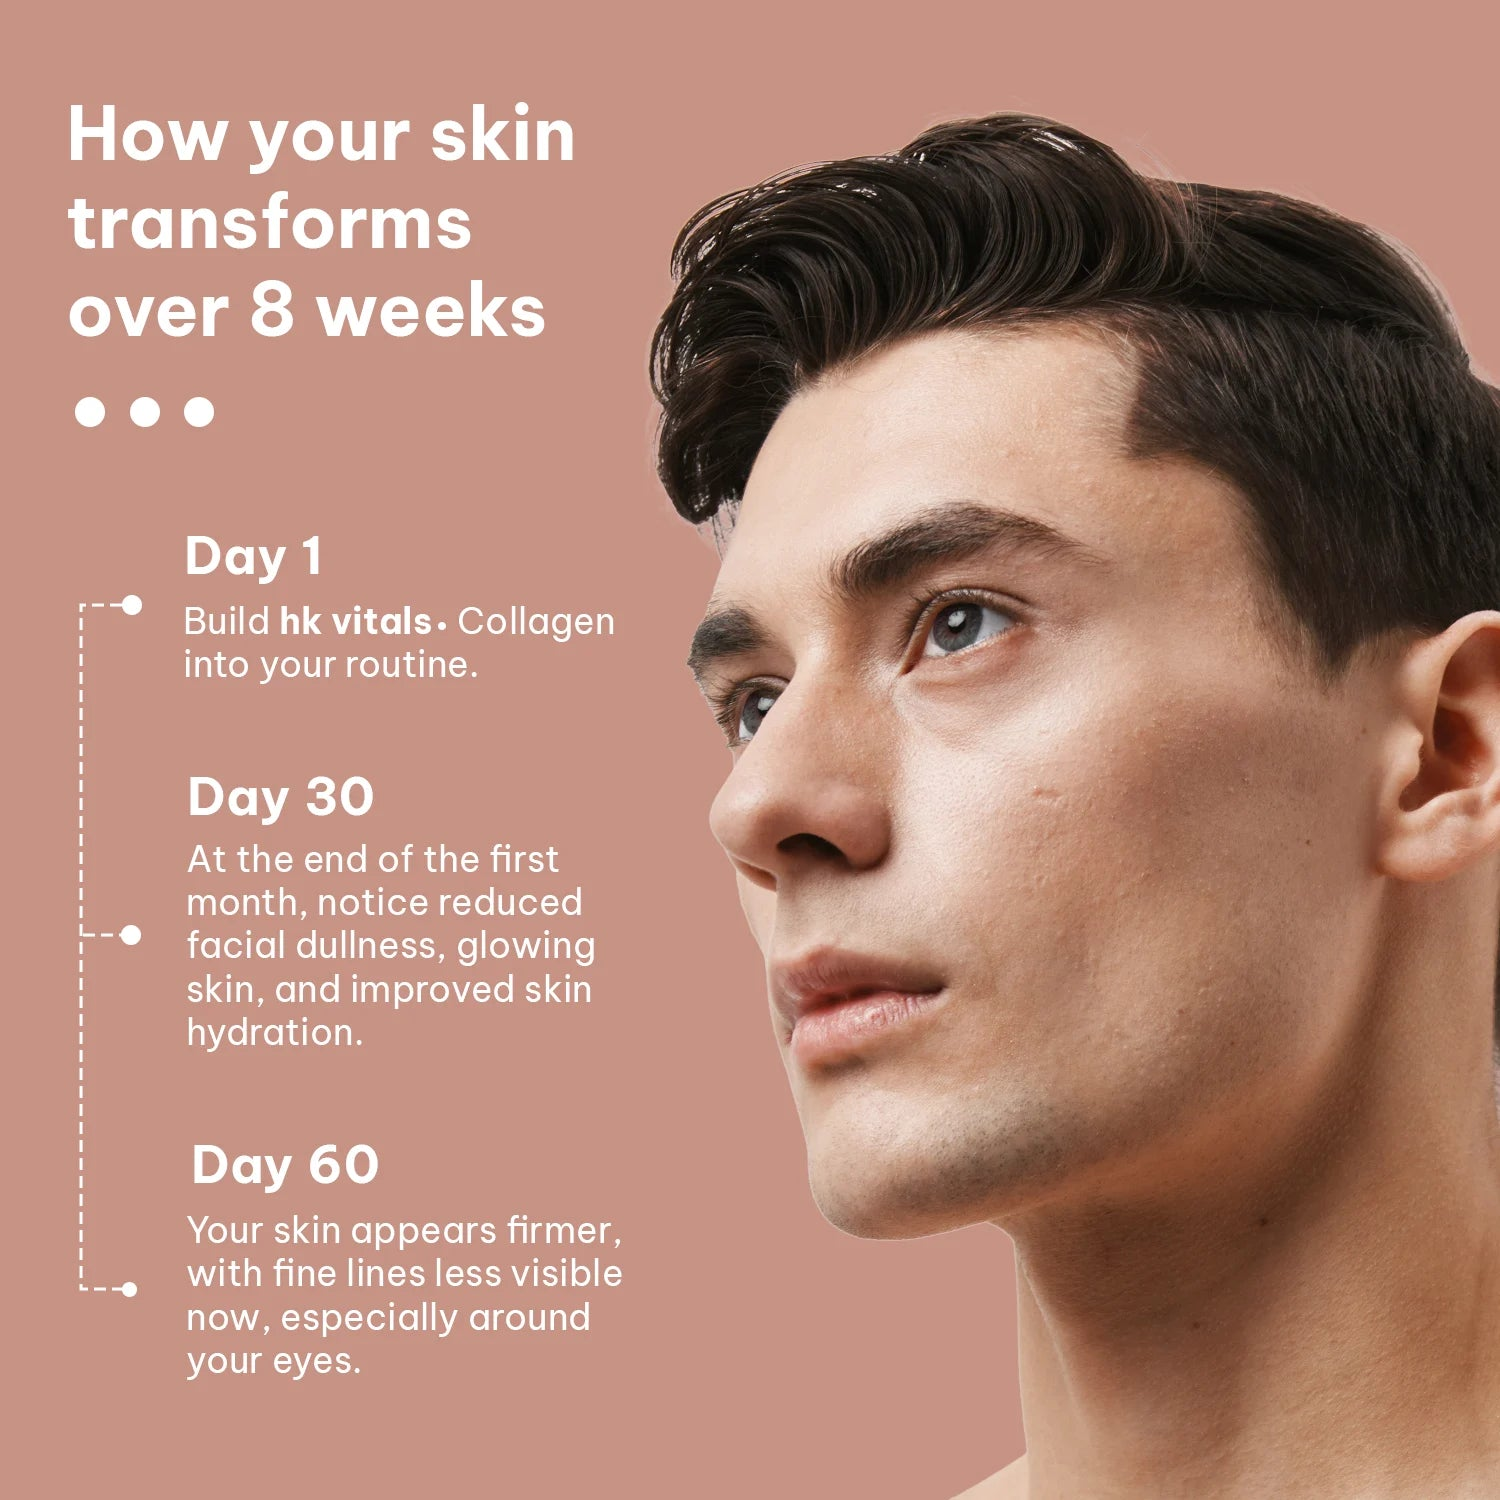 How your skin
transforms
over 8 weeks
Day 1
Build hk vitals• Collagen
into your routine.
Day 30
At the end of the first
month, notice reduced
facial dullness, glowing
skin, and improved skin
hydration.
Day 60
Your skin appears firmer,
with fine lines less visible
now, especially around
your eyes.